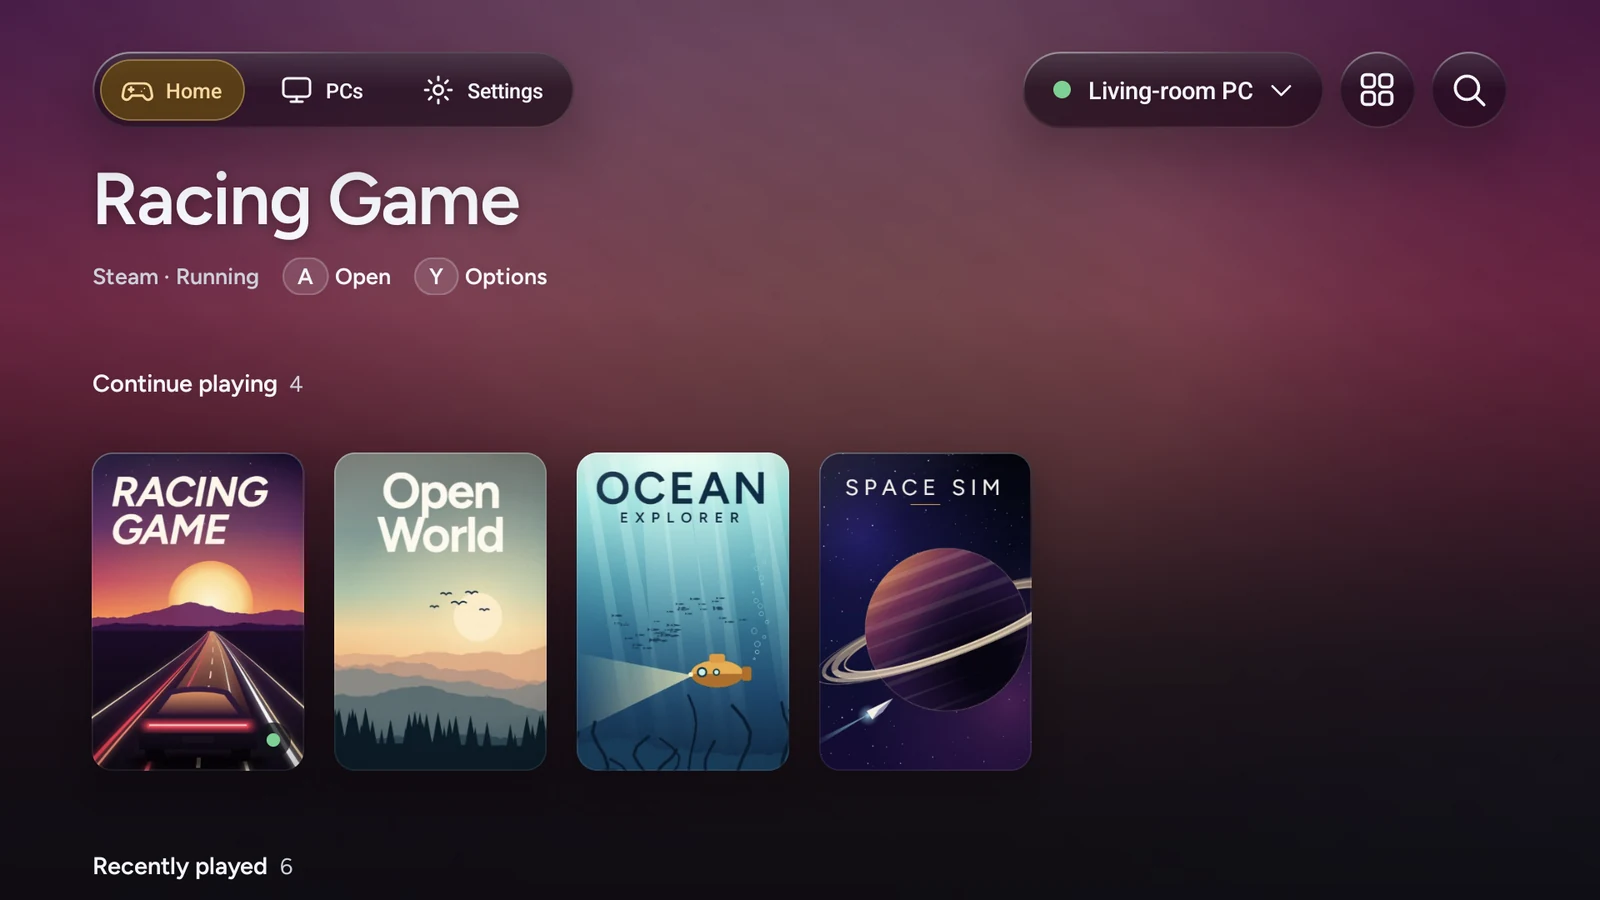 Home
PCs
Settings
Living-room PC
Racing Game
Steam · Running
A Open
Y Options
Continue playing 4
RACING
GAME
Open
World
OCEAN
EXPLORER
SPACE SIM
Recently played 6